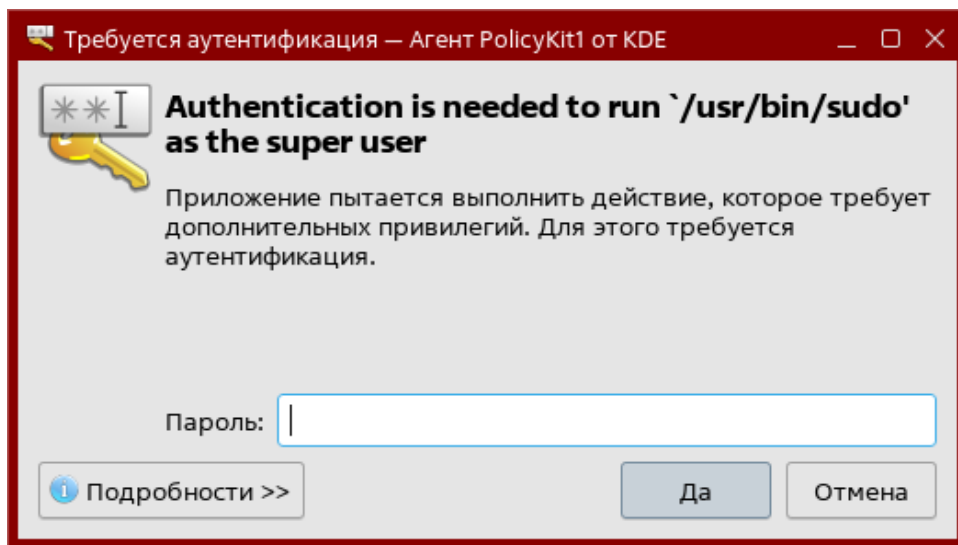 Требуется аутентификация — Агент PolicyKit1 от KDE
Authentication is needed to run `/usr/bin/sudo'
as the super user
Приложение пытается выполнить действие, которое требует
дополнительных привилегий. Для этого требуется
аутентификация.
Пароль:
Подробности >>
Да
Отмена